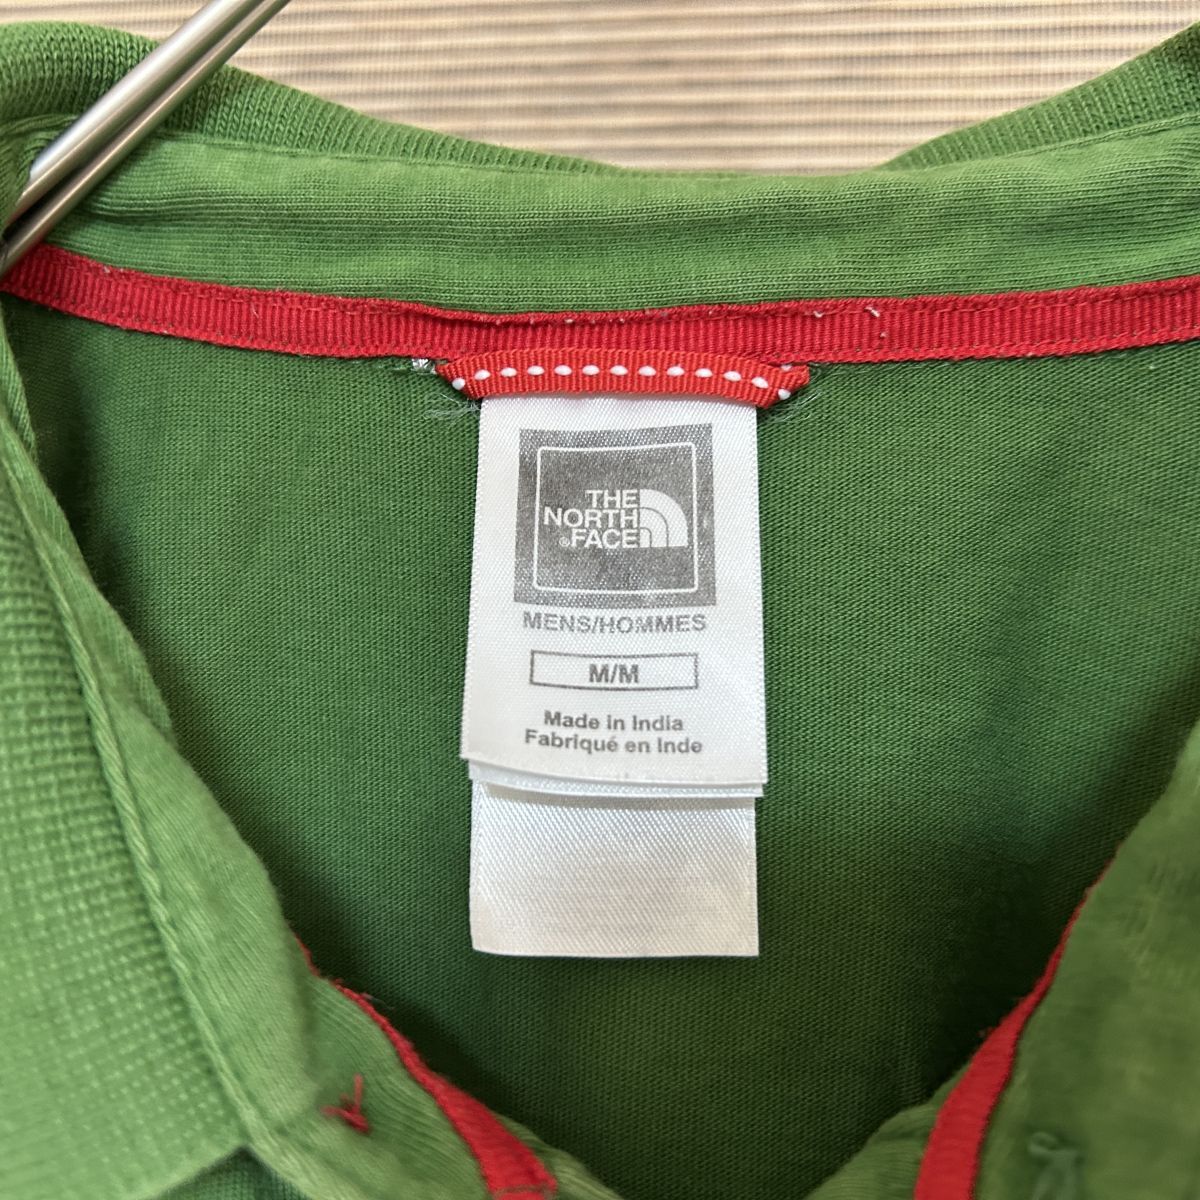 THE
NORTH
®FACE
MENS/HOMMES
M/M
Made in India
Fabriqué en Inde